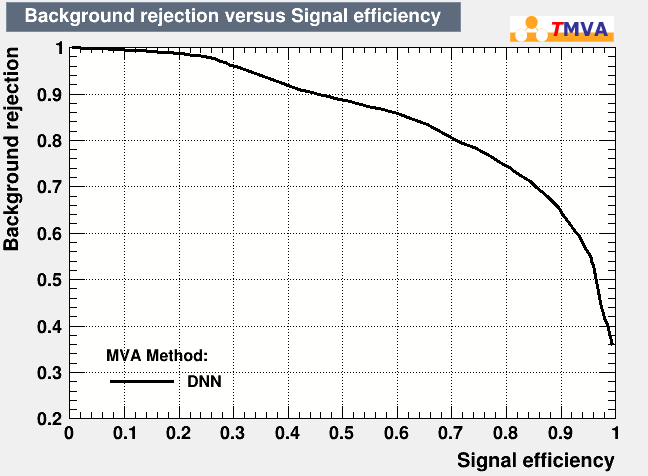 Background rejection versus Signal efficiency
TMVA
Background rejection
1
0.9
0.8
0.7
0.6
0.5
0.4
0.3
0.2
MVA Method:
DNN
0 0.1 0.2 0.3 0.4 0.5 0.6 0.7 0.8 0.9 1
Signal efficiency